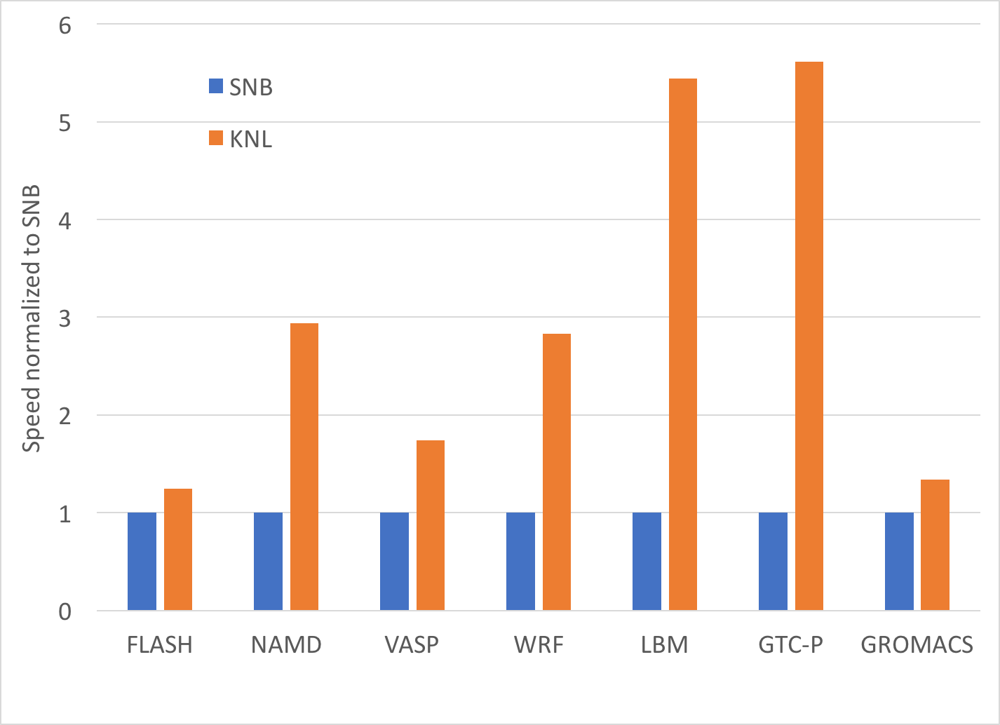 6
SNB
5
KNL
4
Speed normalized to SNB
3
2
1
0
FLASH NAMD VASP WRF LBM GTC-P GROMACS